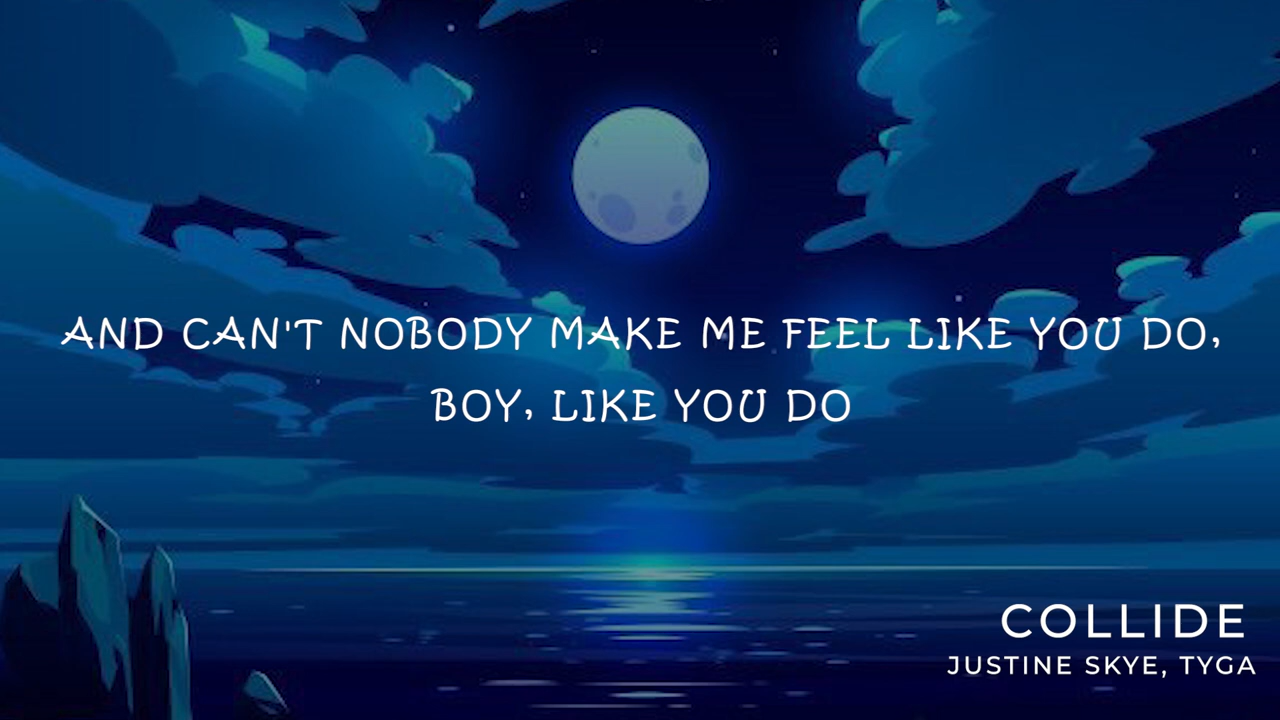 AND CAN'T NOBODY MAKE ME FEEL LIKE YOU DO,
BOY, LIKE YOU DO
COLLIDE
JUSTINE SKYE, TYGA